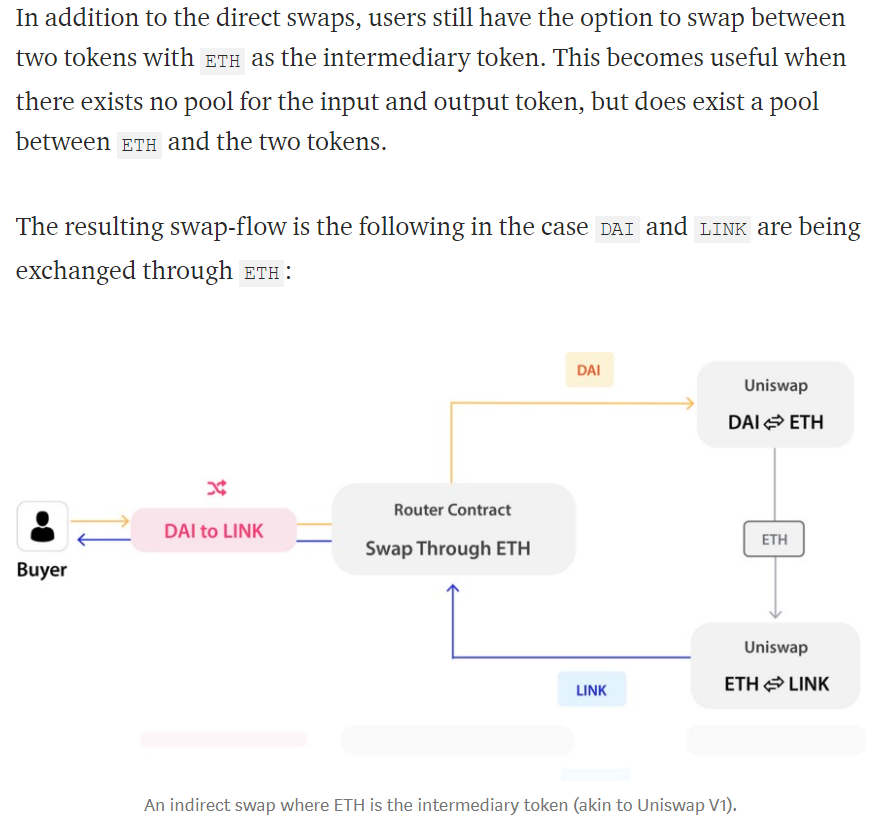 In addition to the direct swaps, users still have the option to swap between
two tokens with ETH as the intermediary token. This becomes useful when
there exists no pool for the input and output token, but does exist a pool
between ETH and the two tokens.
The resulting swap-flow is the following in the case DAI and LINK are being
exchanged through ETH:
DAI
Uniswap
DAI ⇄ ETH
Router Contract
DAI to LINK
Swap Through ETH
ETH
Buyer
Uniswap
ETH ⇄ LINK
LINK
An indirect swap where ETH is the intermediary token (akin to Uniswap V1).